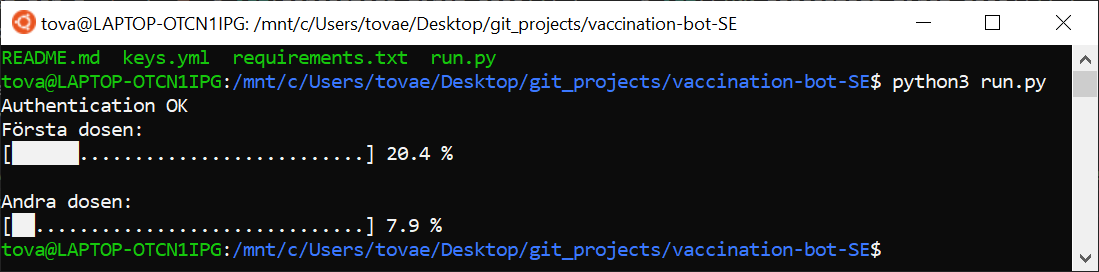 tova@LAPTOP-OTCN1IPG: /mnt/c/Users/tovae/Desktop/git_projects/vaccination-bot-SE
README.md  keys.yml  requirements.txt  run.py
tova@LAPTOP-OTCN1IPG:/mnt/c/Users/tovae/Desktop/git_projects/vaccination-bot-SE$ python3 run.py
Authentication OK
Första dosen:
[██████..........................] 20.4 %
Andra dosen:
[██..............................] 7.9 %
tova@LAPTOP-OTCN1IPG:/mnt/c/Users/tovae/Desktop/git_projects/vaccination-bot-SE$